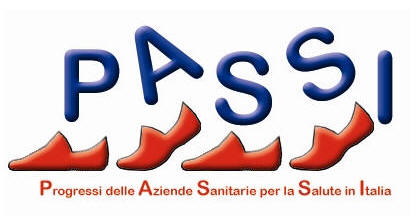 PASSI
Progressi delle Aziende Sanitarie per la Salute in Italia